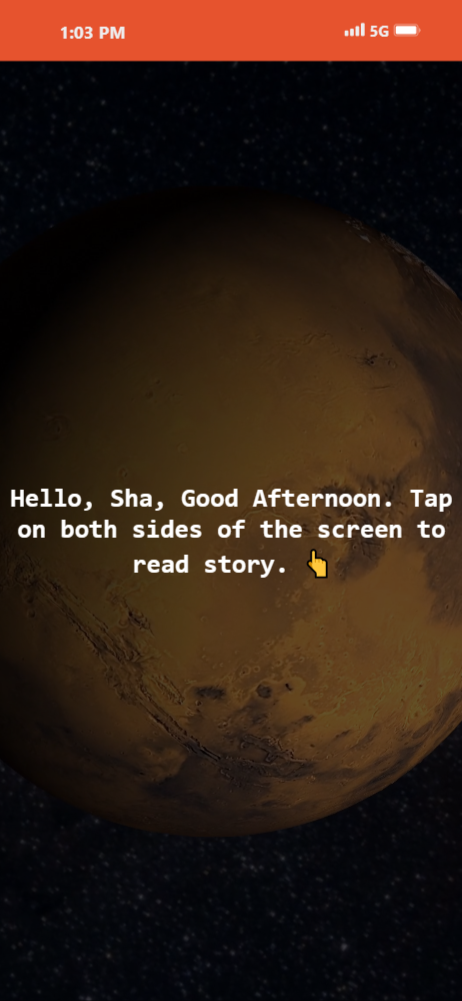 1:03 PM
5G
Hello, Sha, Good Afternoon. Tap
on both sides of the screen to
read story. 👆